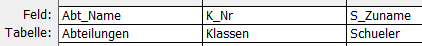 Feld: Abt_Name K_Nr S_Zuname
Tabelle: Abteilungen Klassen Schueler